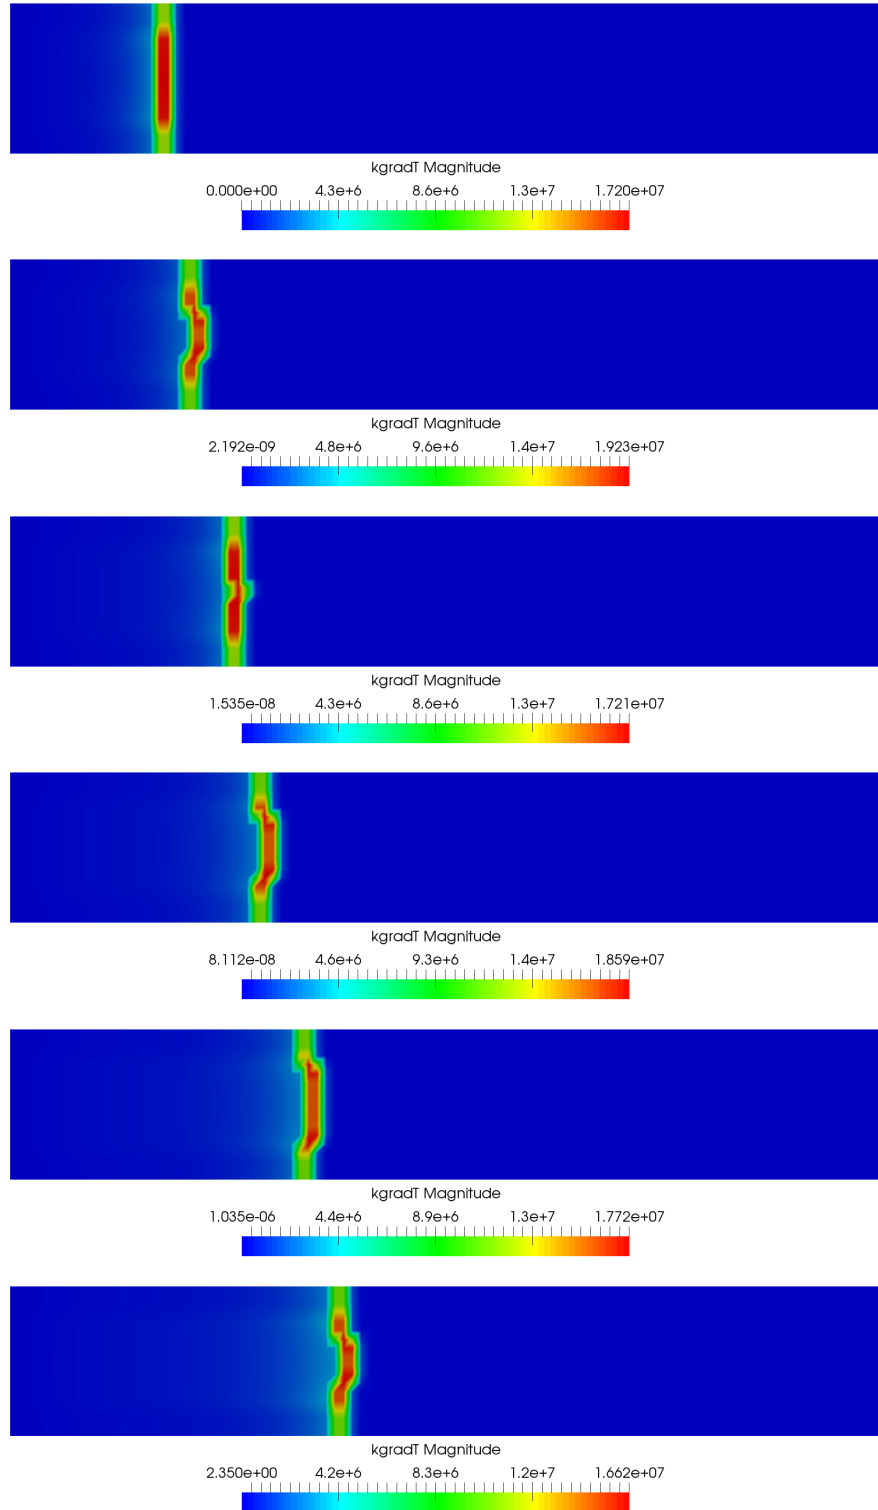 kgradT Magnitude
0.000e+00 4.3e+6 8.6e+6 1.3e+7 1.720e+07
kgradT Magnitude
2.192e-09 4.8e+6 9.6e+6 1.4e+7 1.923e+07
kgradT Magnitude
1.535e-08 4.3e+6 8.6e+6 1.3e+7 1.721e+07
kgradT Magnitude
8.112e-08 4.6e+6 9.3e+6 1.4e+7 1.859e+07
kgradT Magnitude
1.035e-06 4.4e+6 8.9e+6 1.3e+7 1.772e+07
kgradT Magnitude
2.350e+00 4.2e+6 8.3e+6 1.2e+7 1.662e+07